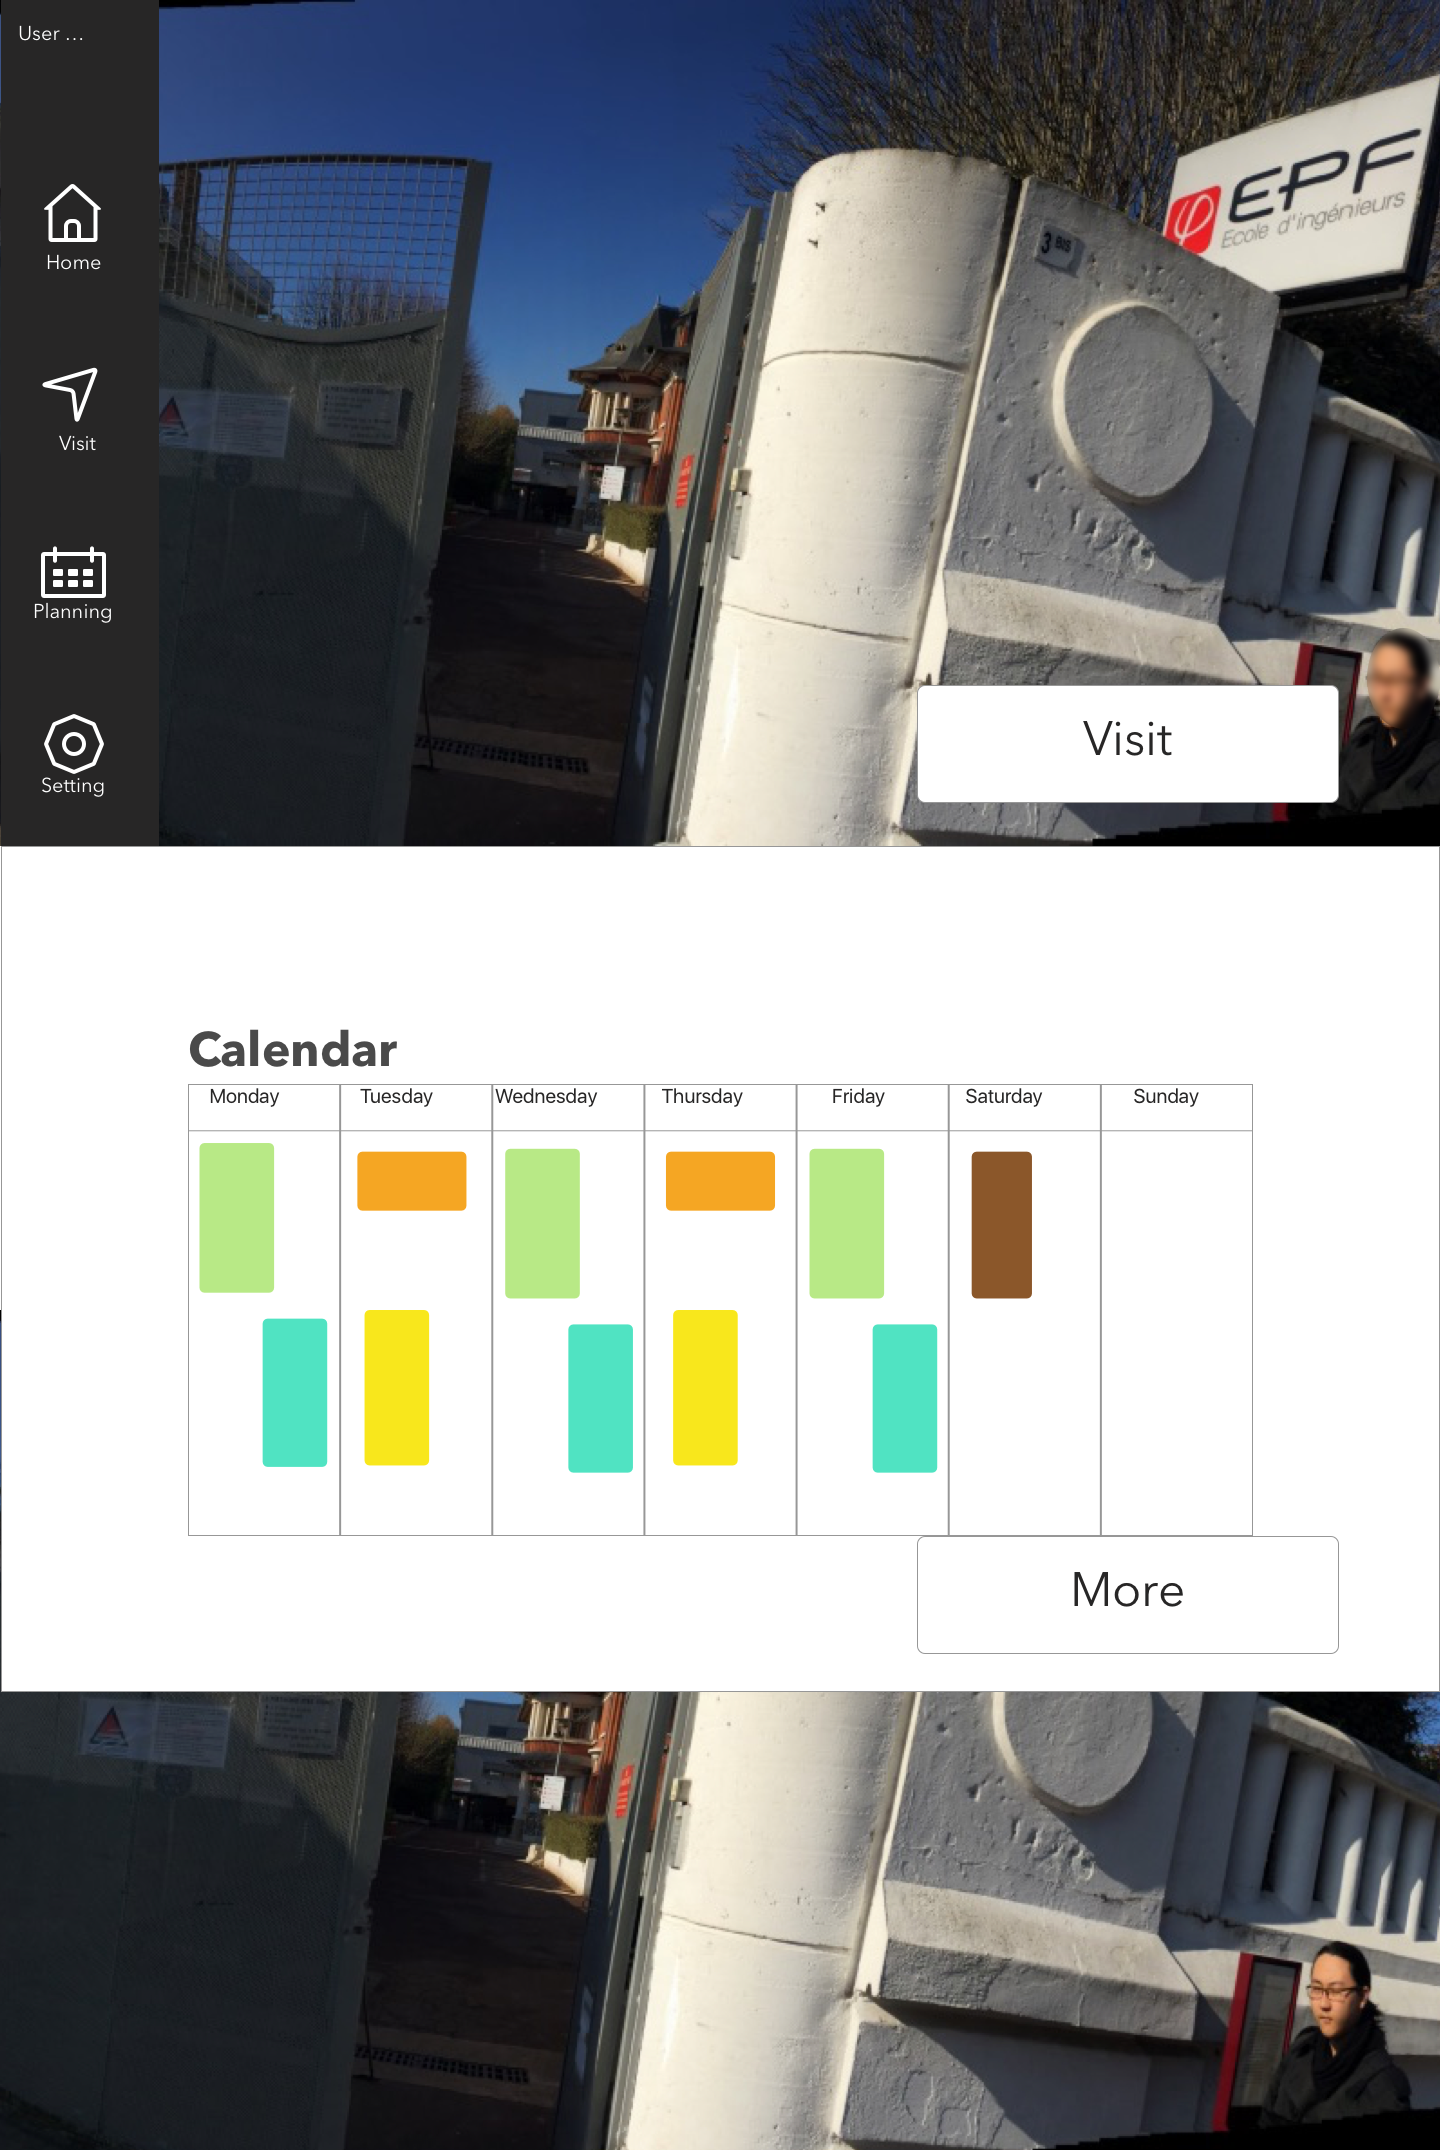 User ...
Home
Visit
Planning
Setting
EPF
Ecole d'ingénieurs
3 BIS
Visit
Calendar
Monday Tuesday Wednesday Thursday Friday Saturday Sunday
More